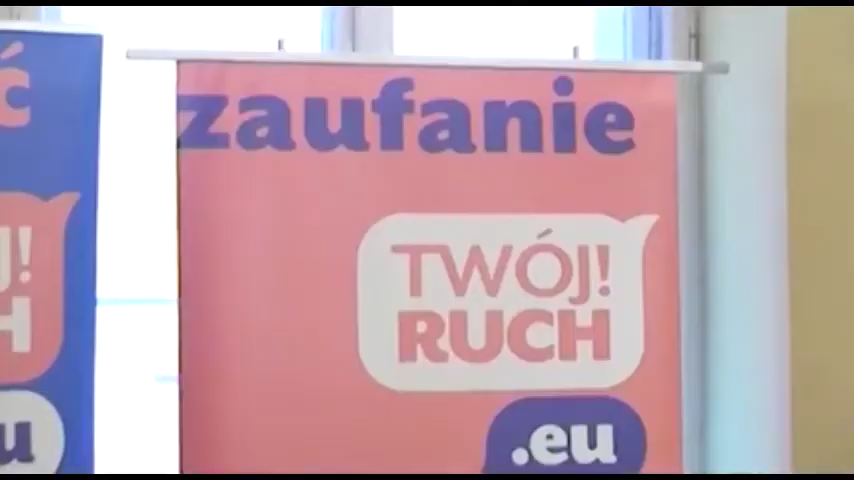 zaufanie
TWÓJ!
RUCH
.eu
Ć
J!
H
u